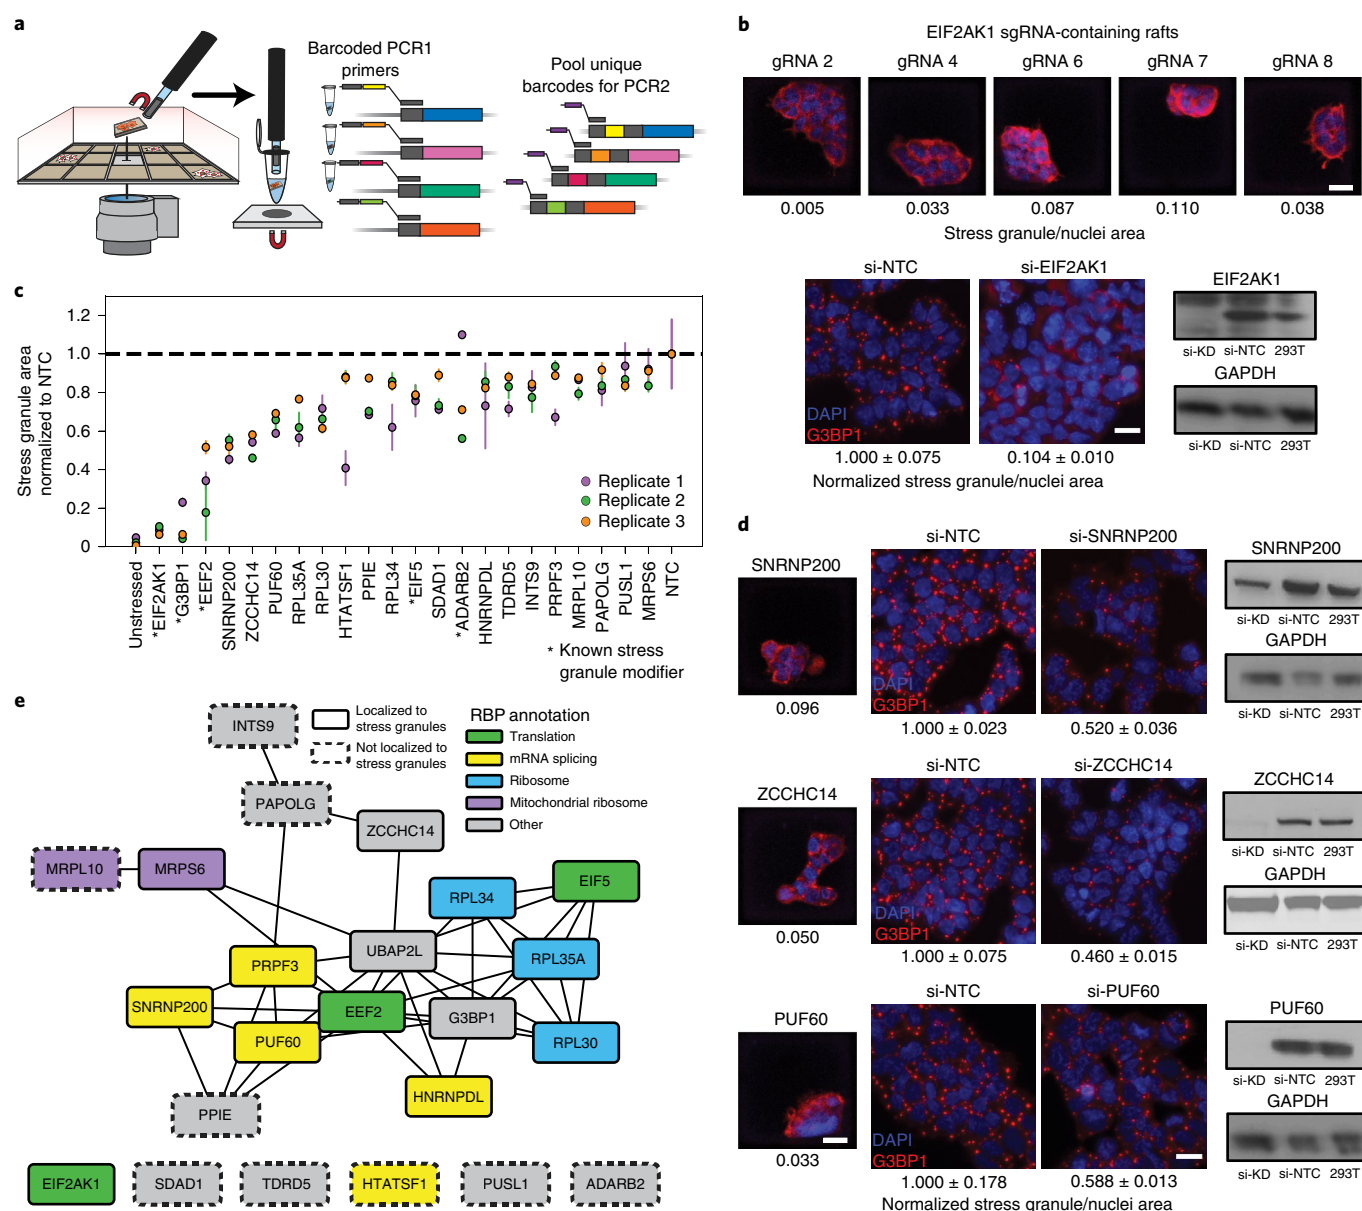 a
Barcoded PCR1
primers
Pool unique
barcodes for PCR2
b
EIF2AK1 sgRNA-containing rafts
gRNA 2 gRNA 4 gRNA 6 gRNA 7 gRNA 8
0.005 0.033 0.087 0.110 0.038
Stress granule/nuclei area
si-NTC si-EIF2AK1
DAPI
G3BP1
1.000 ± 0.075 0.104 ± 0.010
Normalized stress granule/nuclei area
EIF2AK1
si-KD si-NTC 293T
GAPDH
si-KD si-NTC 293T
c
Stress granule area
normalized to NTC
1.2
1.0
0.8
0.6
0.4
0.2
0
Replicate 1
Replicate 2
Replicate 3
Unstressed
*EIF2AK1
*G3BP1
*EEF2
SNRNP200
ZCCHC14
PUF60
RPL35A
RPL30
HTATSF1
PPIE
RPL34
*EIF5
SDAD1
*ADARB2
HNRNPDL
TDRD5
INTS9
PRPF3
MRPL10
PAPOLG
PUSL1
MRPS6
NTC
* Known stress
granule modifier
d
SNRNP200
0.096
si-NTC si-SNRNP200
DAPI
G3BP1
1.000 ± 0.023 0.520 ± 0.036
SNRNP200
si-KD si-NTC 293T
GAPDH
si-KD si-NTC 293T
ZCCHC14
0.050
si-NTC si-ZCCHC14
DAPI
G3BP1
1.000 ± 0.075 0.460 ± 0.015
ZCCHC14
si-KD si-NTC 293T
GAPDH
si-KD si-NTC 293T
PUF60
0.033
si-NTC si-PUF60
DAPI
G3BP1
1.000 ± 0.178 0.588 ± 0.013
Normalized stress granule/nuclei area
PUF60
si-KD si-NTC 293T
GAPDH
si-KD si-NTC 293T
e
Localized to
stress granules
Not localized to
stress granules
RBP annotation
Translation
mRNA splicing
Ribosome
Mitochondrial ribosome
Other
INTS9
PAPOLG
ZCCHC14
MRPL10
MRPS6
EIF5
RPL34
UBAP2L
RPL35A
PRPF3
SNRNP200
EEF2
G3BP1
PUF60
RPL30
HNRNPDL
PPIE
EIF2AK1 SDAD1 TDRD5 HTATSF1 PUSL1 ADARB2